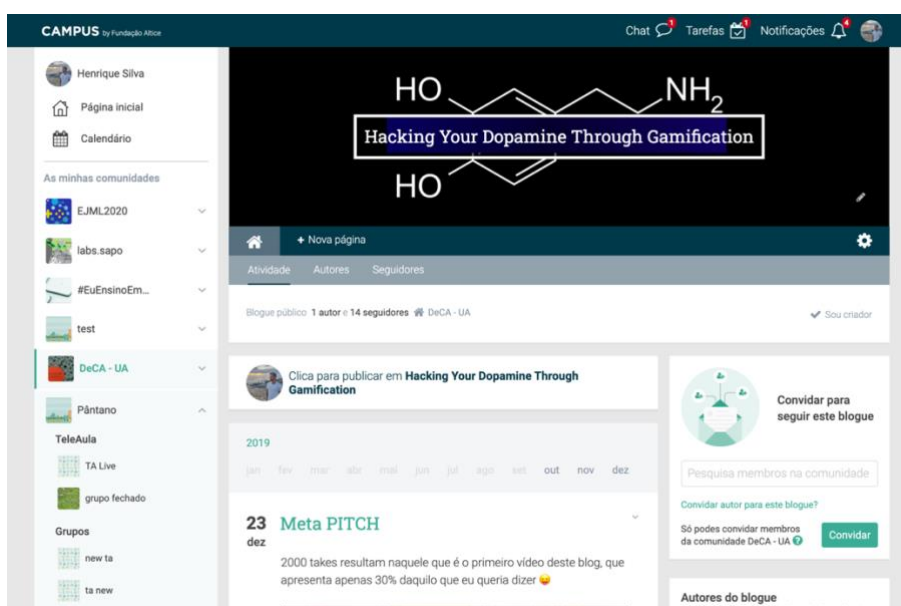 CAMPUS by Fundação Altice
Chat 1 Tarefas 1 Notificações 4
Henrique Silva
Página inicial
Calendário
As minhas comunidades
EJML2020
labs.sapo
#EuEnsinoEm...
test
DeCA - UA
Pântano
TeleAula
TA Live
grupo fechado
Grupos
new ta
ta new
HO
NH2
Hacking Your Dopamine Through Gamification
HO
+ Nova página
Atividade Autores Seguidores
Blogue público 1 autor e 14 seguidores DeCA - UA
Sou criador
Clica para publicar em Hacking Your Dopamine Through
Gamification
2019
jan fev mar abr mai jun jul ago set out nov dez
23
dez
Meta PITCH
2000 takes resultam naquele que é o primeiro vídeo deste blog, que
apresenta apenas 30% daquilo que eu queria dizer 😜
Convidar para
seguir este blogue
Pesquisa membros na comunidade
Convidar autor para este blogue?
Só podes convidar membros
da comunidade DeCA - UA ?
Convidar
Autores do blogue